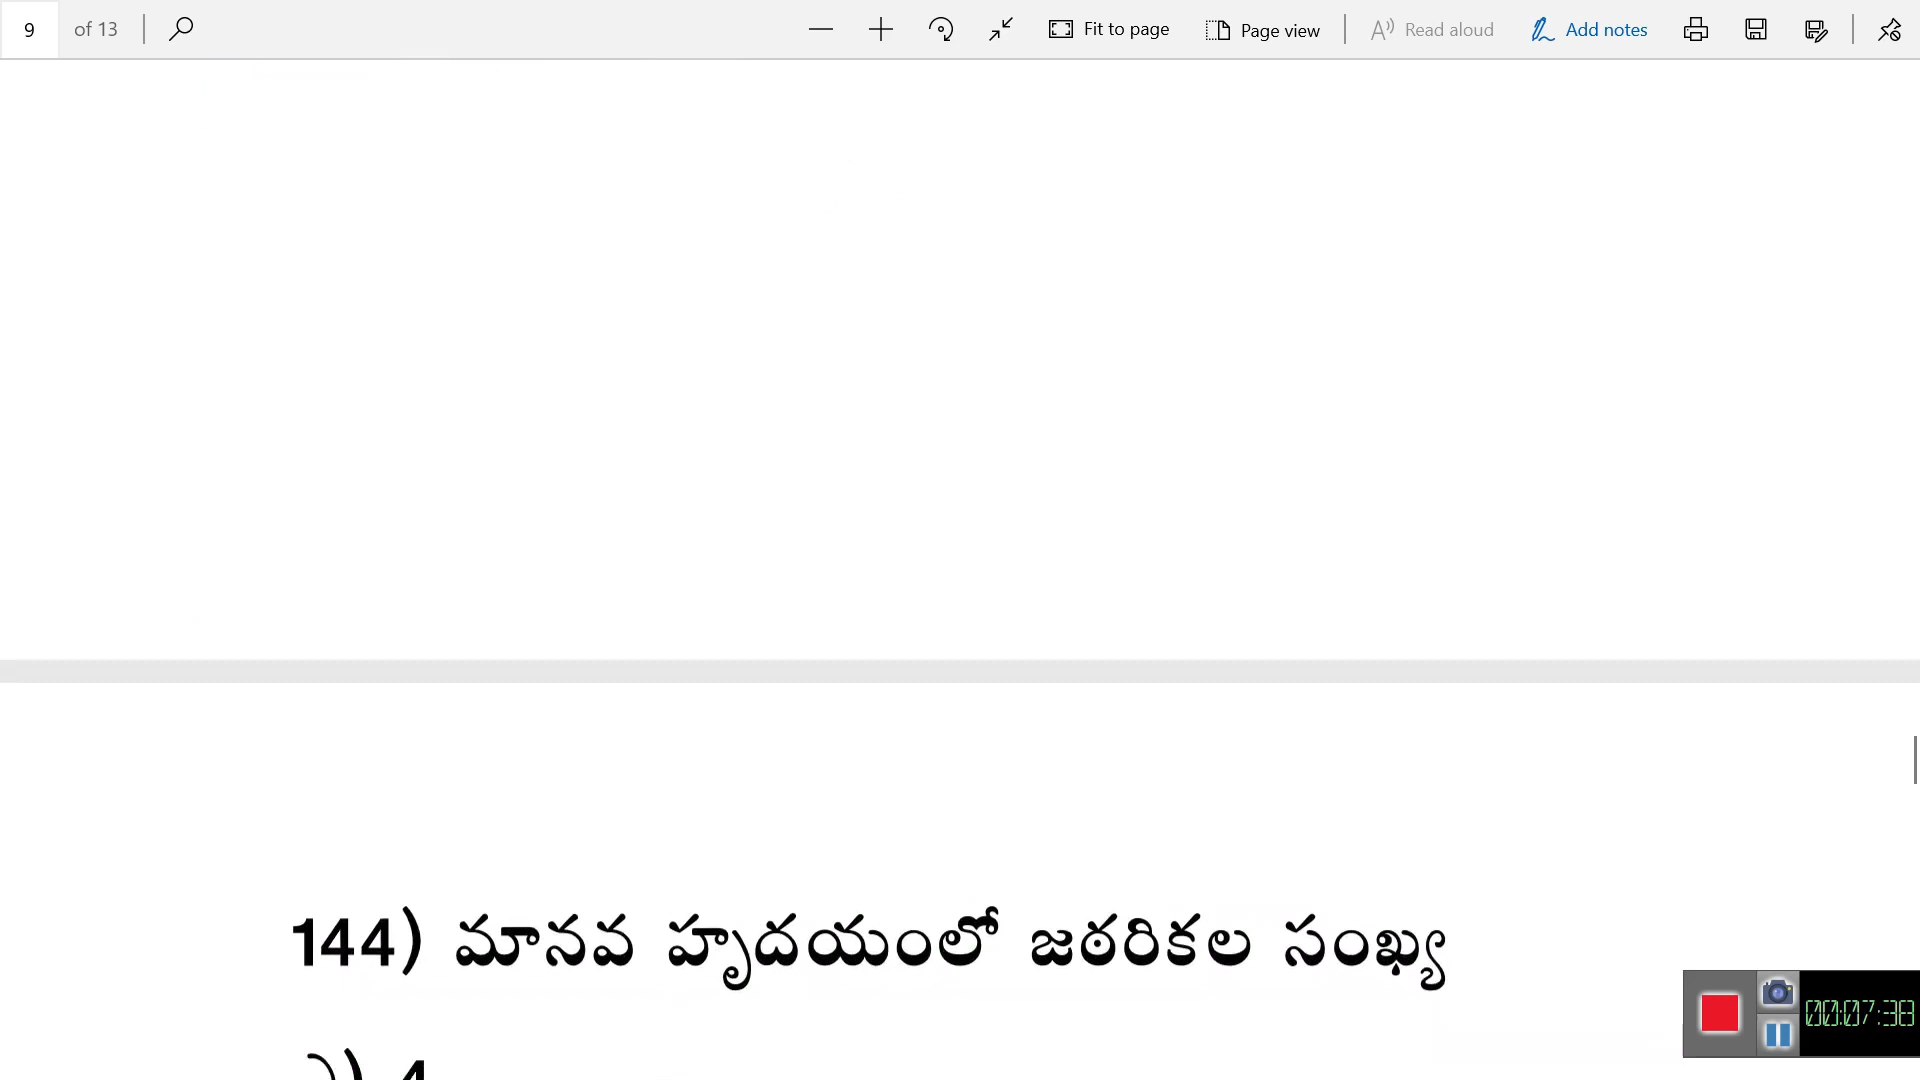 9 of 13 Fit to page Page view Read aloud Add notes
144) మానవ హృదయంలో జఠరికల సంఖ్య
ఎ) 4
00:07:38